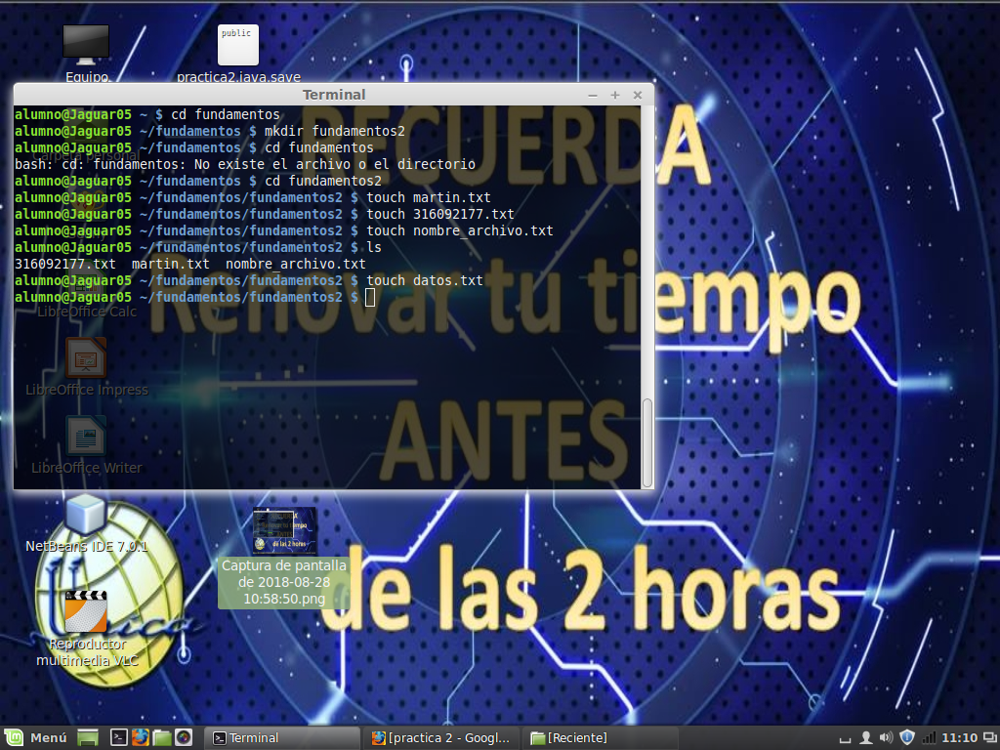 public
Equipo
practica2.java.save
Terminal
alumno@Jaguar05 ~ $ cd fundamentos
alumno@Jaguar05 ~/fundamentos $ mkdir fundamentos2
alumno@Jaguar05 ~/fundamentos $ cd fundamentos
bash: cd: fundamentos: No existe el archivo o el directorio
alumno@Jaguar05 ~/fundamentos $ cd fundamentos2
alumno@Jaguar05 ~/fundamentos/fundamentos2 $ touch martin.txt
alumno@Jaguar05 ~/fundamentos/fundamentos2 $ touch 316092177.txt
alumno@Jaguar05 ~/fundamentos/fundamentos2 $ touch nombre_archivo.txt
alumno@Jaguar05 ~/fundamentos/fundamentos2 $ ls
316092177.txt  martin.txt  nombre_archivo.txt
alumno@Jaguar05 ~/fundamentos/fundamentos2 $ touch datos.txt
alumno@Jaguar05 ~/fundamentos/fundamentos2 $
RECUERDA
Renovar tu tiempo
ANTES
de las 2 horas
Carpeta personal
LibreOffice Calc
LibreOffice Impress
LibreOffice Writer
NetBeans IDE 7.0.1
Reproductor
multimedia VLC
Captura de pantalla
de 2018-08-28
10:58:50.png
Menú
Terminal
[practica 2 - Googl...
[Reciente]
11:10